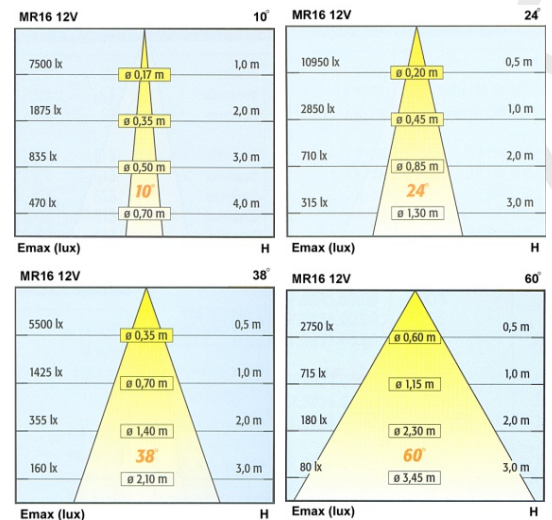 MR16 12V 10°
7500 lx ø 0,17 m 1,0 m
1875 lx ø 0,35 m 2,0 m
835 lx ø 0,50 m 3,0 m
10°
470 lx ø 0,70 m 4,0 m
Emax (lux) H
MR16 12V 24°
10950 lx ø 0,20 m 0,5 m
2850 lx ø 0,45 m 1,0 m
710 lx ø 0,85 m 2,0 m
24°
315 lx ø 1,30 m 3,0 m
Emax (lux) H
MR16 12V 38°
5500 lx ø 0,35 m 0,5 m
1425 lx ø 0,70 m 1,0 m
355 lx ø 1,40 m 2,0 m
38°
160 lx ø 2,10 m 3,0 m
Emax (lux) H
MR16 12V 60°
2750 lx ø 0,60 m 0,5 m
715 lx ø 1,15 m 1,0 m
180 lx ø 2,30 m 2,0 m
60°
80 lx ø 3,45 m 3,0 m
Emax (lux) H